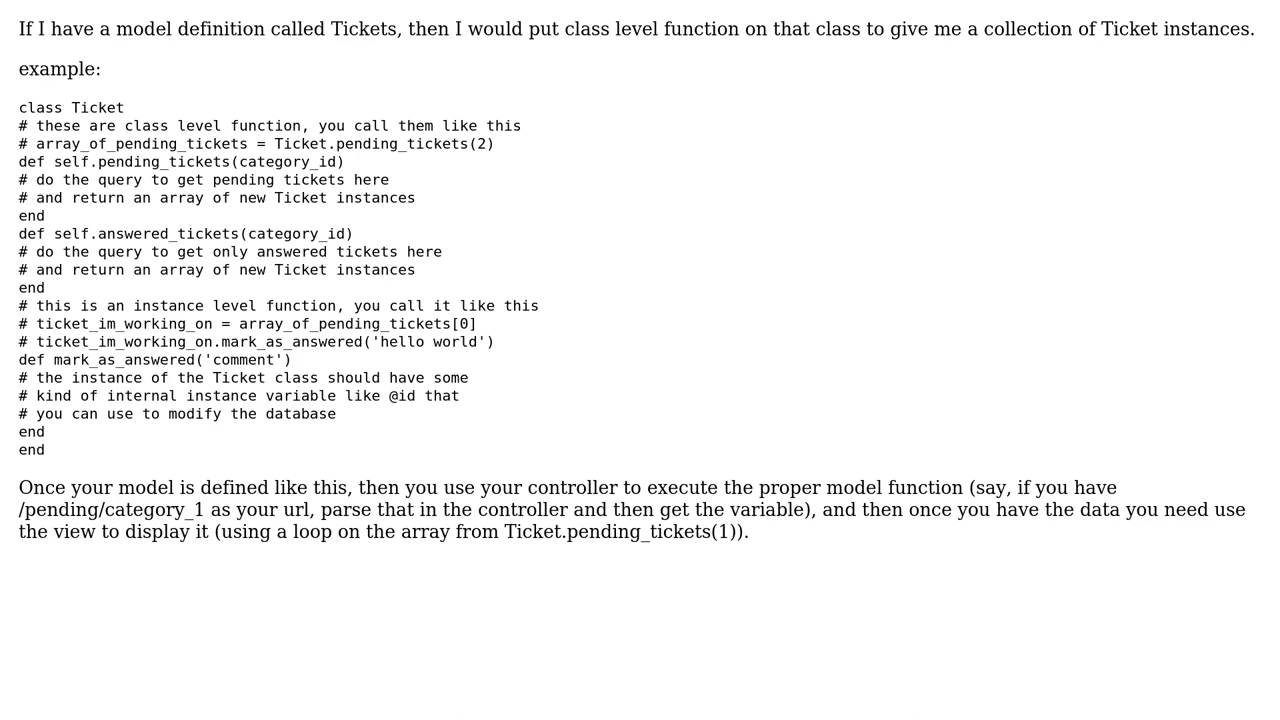 If I have a model definition called Tickets, then I would put class level function on that class to give me a collection of Ticket instances.
example:
class Ticket
# these are class level function, you call them like this
# array_of_pending_tickets = Ticket.pending_tickets(2)
def self.pending_tickets(category_id)
# do the query to get pending tickets here
# and return an array of new Ticket instances
end
def self.answered_tickets(category_id)
# do the query to get only answered tickets here
# and return an array of new Ticket instances
end
# this is an instance level function, you call it like this
# ticket_im_working_on = array_of_pending_tickets[0]
# ticket_im_working_on.mark_as_answered('hello world')
def mark_as_answered('comment')
# the instance of the Ticket class should have some
# kind of internal instance variable like @id that
# you can use to modify the database
end
end
Once your model is defined like this, then you use your controller to execute the proper model function (say, if you have
/pending/category_1 as your url, parse that in the controller and then get the variable), and then once you have the data you need use
the view to display it (using a loop on the array from Ticket.pending_tickets(1)).